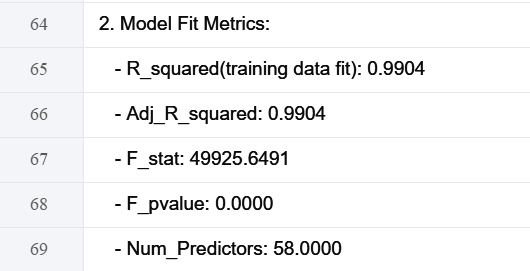 64 2. Model Fit Metrics:
65 - R_squared(training data fit): 0.9904
66 - Adj_R_squared: 0.9904
67 - F_stat: 49925.6491
68 - F_pvalue: 0.0000
69 - Num_Predictors: 58.0000